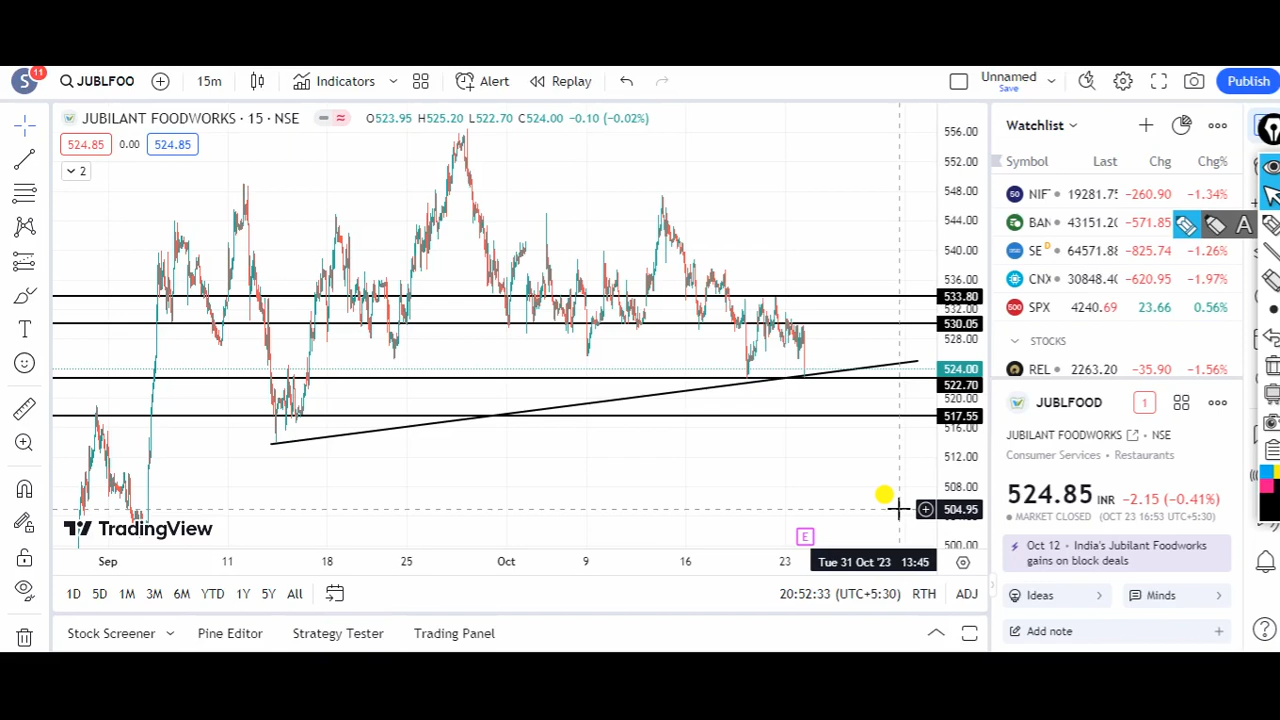 S
11
JUBLFOO
15m
Indicators
Alert
Replay
Unnamed
Save
Publish
JUBILANT FOODWORKS · 15 · NSE
O523.95 H525.20 L522.70 C524.00 -0.10 (-0.02%)
524.85 0.00 524.85
2
556.00
552.00
548.00
544.00
540.00
536.00
533.80
532.00
530.05
528.00
524.00
522.70
520.00
517.55
516.00
512.00
508.00
504.95
500.00
TradingView
E
Sep 11 18 25 Oct 9 16 23 Tue 31 Oct '23 13:45
1D 5D 1M 3M 6M YTD 1Y 5Y All
20:52:33 (UTC+5:30) RTH ADJ
Stock Screener
Pine Editor
Strategy Tester
Trading Panel
Watchlist
Symbol Last Chg Chg%
50 NIF 19281.75 -260.90 -1.34%
BAN 43151.20 -571.85
A
SE D 64571.88 -825.74 -1.26%
CNX 30848.40 -620.95 -1.97%
500 SPX 4240.69 23.66 0.56%
STOCKS
REL 2263.20 -35.90 -1.56%
JUBLFOOD
1
JUBILANT FOODWORKS · NSE
Consumer Services • Restaurants
524.85 INR -2.15 (-0.41%)
MARKET CLOSED (OCT 23 16:53 UTC+5:30)
Oct 12 · India's Jubilant Foodworks
gains on block deals
Ideas
Minds
Add note